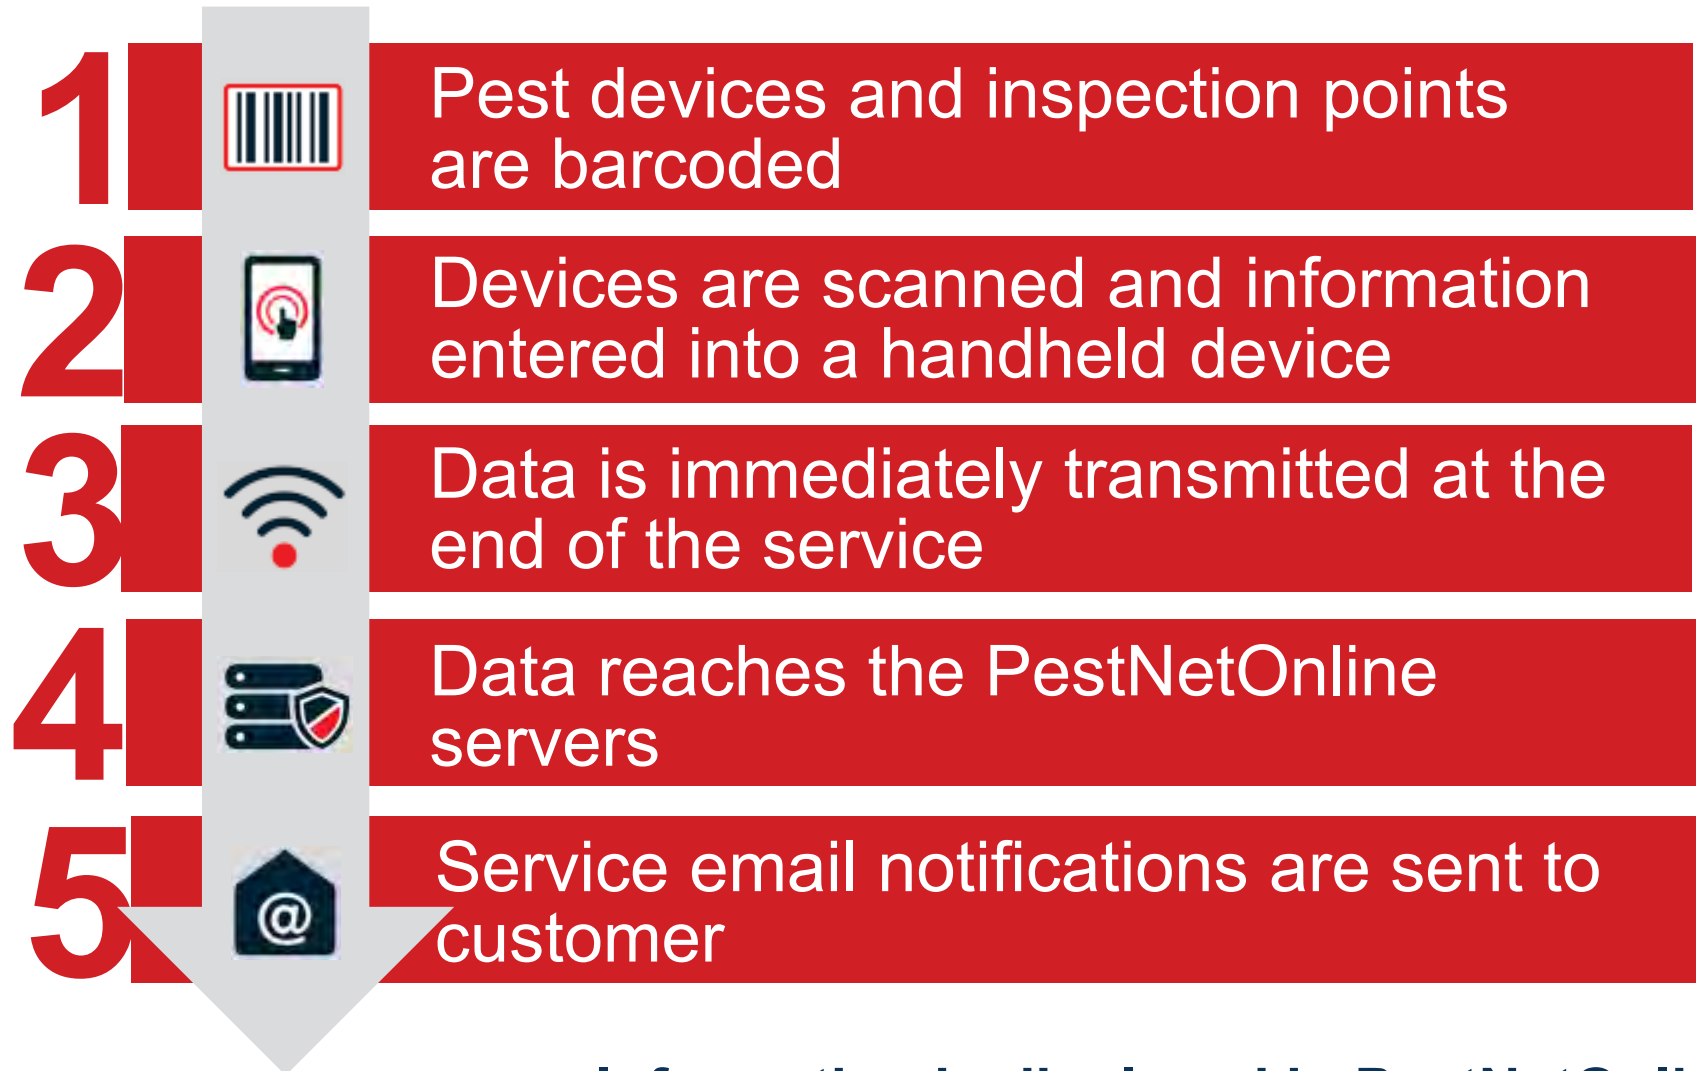 1
Pest devices and inspection points
are barcoded
2
Devices are scanned and information
entered into a handheld device
3
Data is immediately transmitted at the
end of the service
4
Data reaches the PestNetOnline
servers
5
@
Service email notifications are sent to
customer